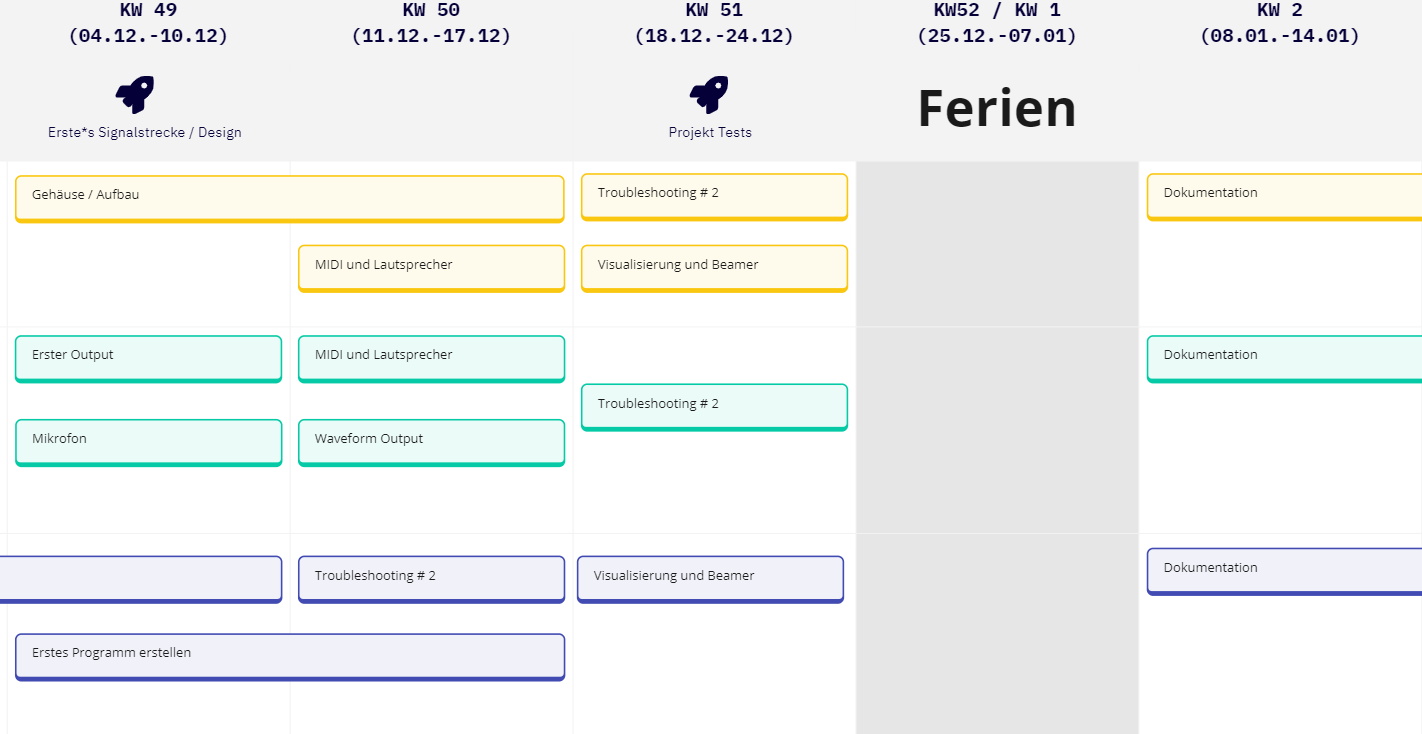 KW 49
(04.12.-10.12)
KW 50
(11.12.-17.12)
KW 51
(18.12.-24.12)
KW52 / KW 1
(25.12.-07.01)
KW 2
(08.01.-14.01)
Erste*s Signalstrecke / Design
Projekt Tests
Ferien
Gehäuse / Aufbau
Troubleshooting # 2
Dokumentation
MIDI und Lautsprecher
Visualisierung und Beamer
Erster Output
MIDI und Lautsprecher
Dokumentation
Troubleshooting # 2
Mikrofon
Waveform Output
Troubleshooting # 2
Visualisierung und Beamer
Dokumentation
Erstes Programm erstellen